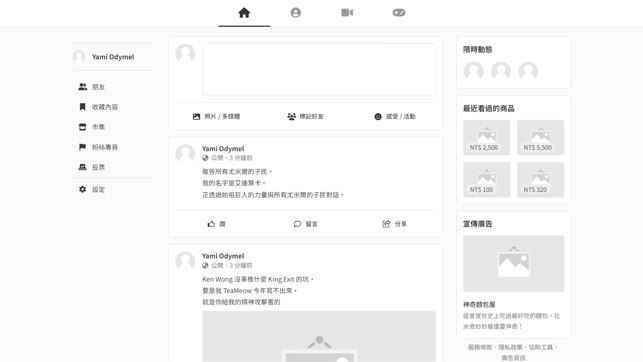 Yami Odymel
朋友
收藏內容
市集
粉絲專頁
投票
設定
照片 / 多媒體
標記好友
感受 / 活動
Yami Odymel
公開・3 分鐘前
敬告所有尤米爾的子民，
我的名字是艾連葉卡。
正透過始祖巨人的力量與所有尤米爾的子民對話。
讚
留言
分享
Yami Odymel
公開・3 分鐘前
Ken Wong 沒事推什麼 King Exit 的坑，
要是我 TeaMeow 今年寫不出來，
就是你給我的精神攻擊害的
限時動態
最近看過的商品
NT$ 2,500
NT$ 5,500
NT$ 100
NT$ 320
宣傳廣告
神奇麵包屋
這會是你史上吃過最好吃的麵包，比
米奇妙妙屋還要神奇！
服務條款・隱私政策・協助工具・
廣告資訊